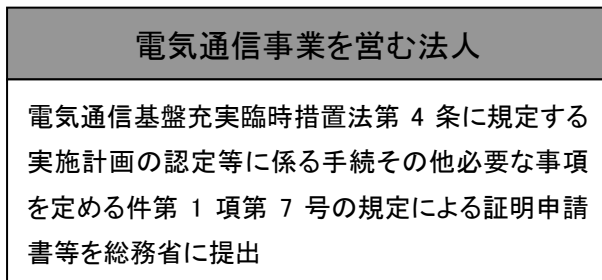 電気通信事業を営む法人
電気通信基盤充実臨時措置法第 4 条に規定する
実施計画の認定等に係る手続その他必要な事項
を定める件第 1 項第 7 号の規定による証明申請
書等を総務省に提出